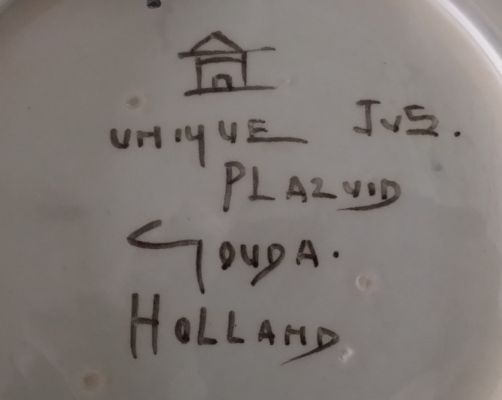 UNIQUE JVS.
PLAZUID
GOUDA.
HOLLAND